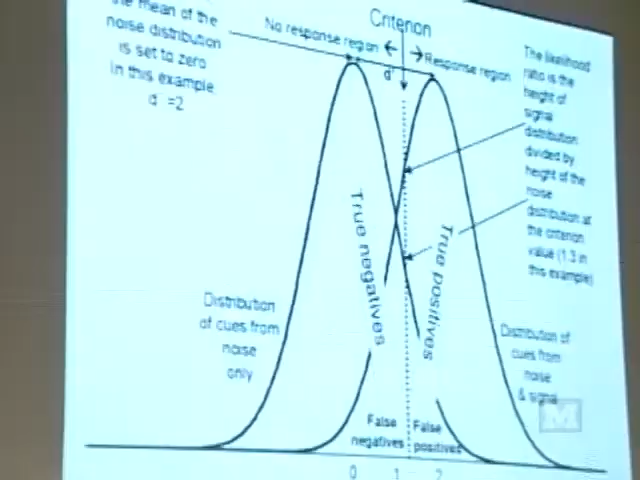 the mean of the
noise distribution
is set to zero
In this example
d =2
No response region
Criterion
Response region
d'
The likelihood
ratio is the
height of
signal
distribution
divided by
height of the
noise
distribution at
the criterion
value (1.3 in
this example)
True negatives
True positives
Distribution
of cues from
noise
only
Distribution of
cues from
noise
& signal
False
negatives
False
positives
0 1 2
M